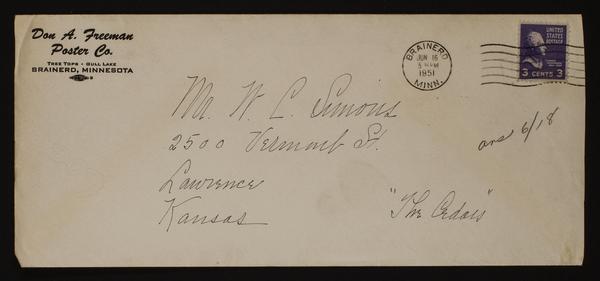 Don A. Freeman
Poster Co.
Tree Tops - Gull Lake
Brainerd, Minnesota
BRAINERD
JUN 16
1951
MINN.
UNITED
STATES
POSTAGE
3 CENTS 3
Mr. W. C. Simons
2500 Vermont St.
Lawrence
Kansas
"The Cedars"
ans 6/18